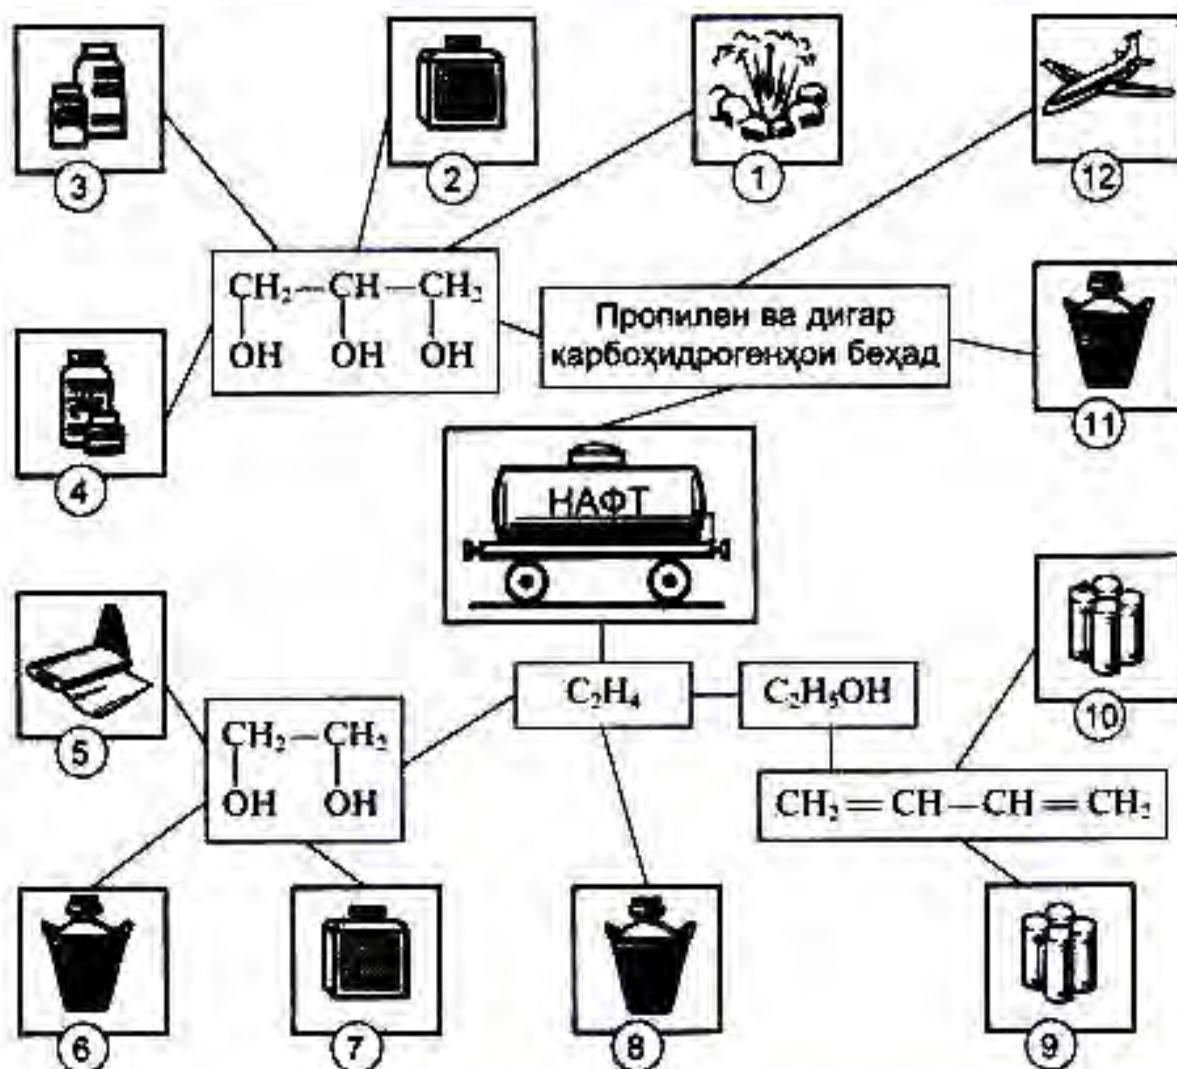 3
2
1
12
CH₂–CH–CH₂
OH OH OH
Пропилен ва дигар
карбоҳидрогенҳои беҳад
4
11
НАФТ
5
CH₂–CH₂
OH OH
C₂H₄
C₂H₅OH
10
CH₂=CH–CH=CH₂
6
7
8
9